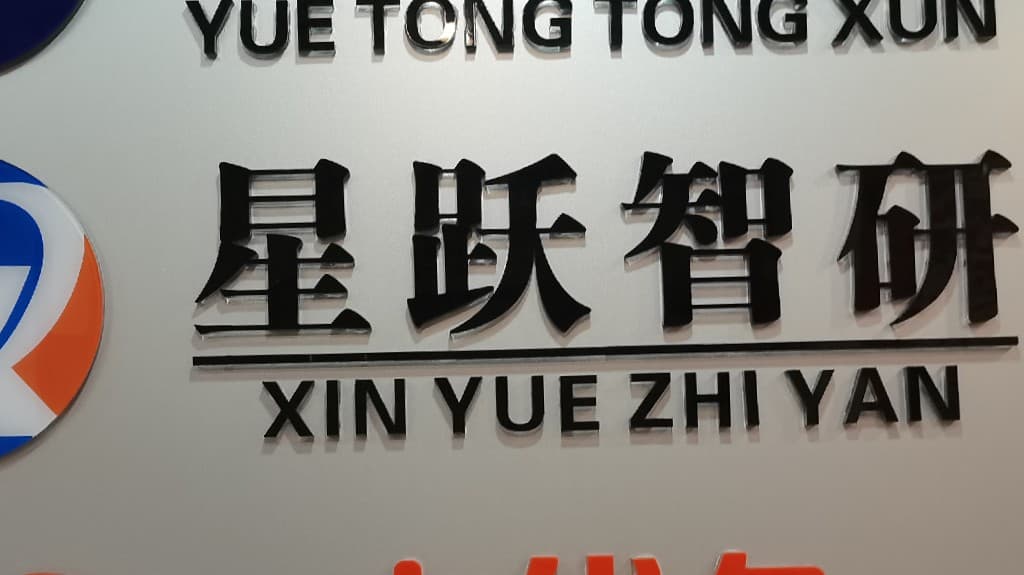 YUE TONG TONG XUN
星跃智研
XIN YUE ZHI YAN